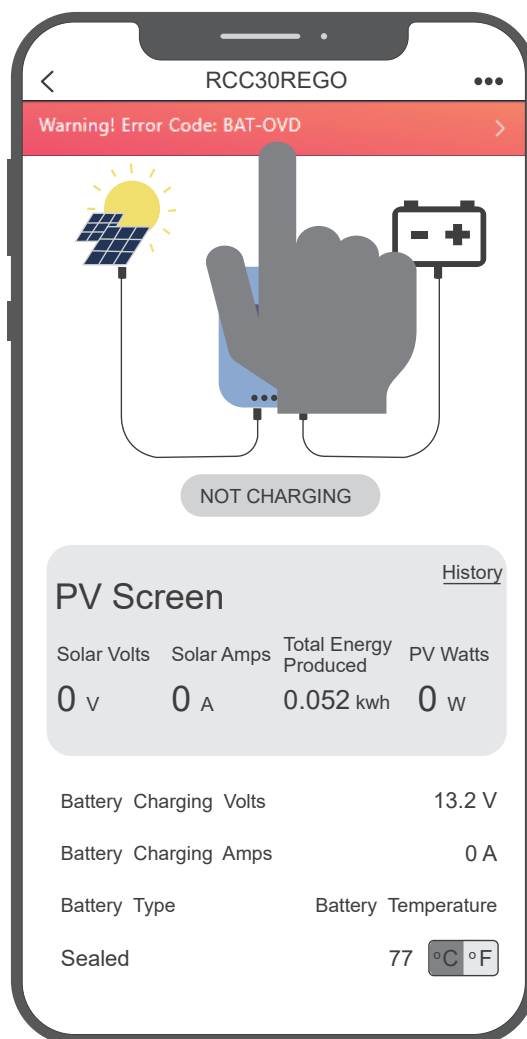 RCC30REGO
Warning! Error Code: BAT-OVD
NOT CHARGING
History
PV Screen
Solar Volts Solar Amps Total Energy Produced PV Watts
0 V 0 A 0.052 kwh 0 W
Battery Charging Volts 13.2 V
Battery Charging Amps 0 A
Battery Type Battery Temperature
Sealed 77 °C °F